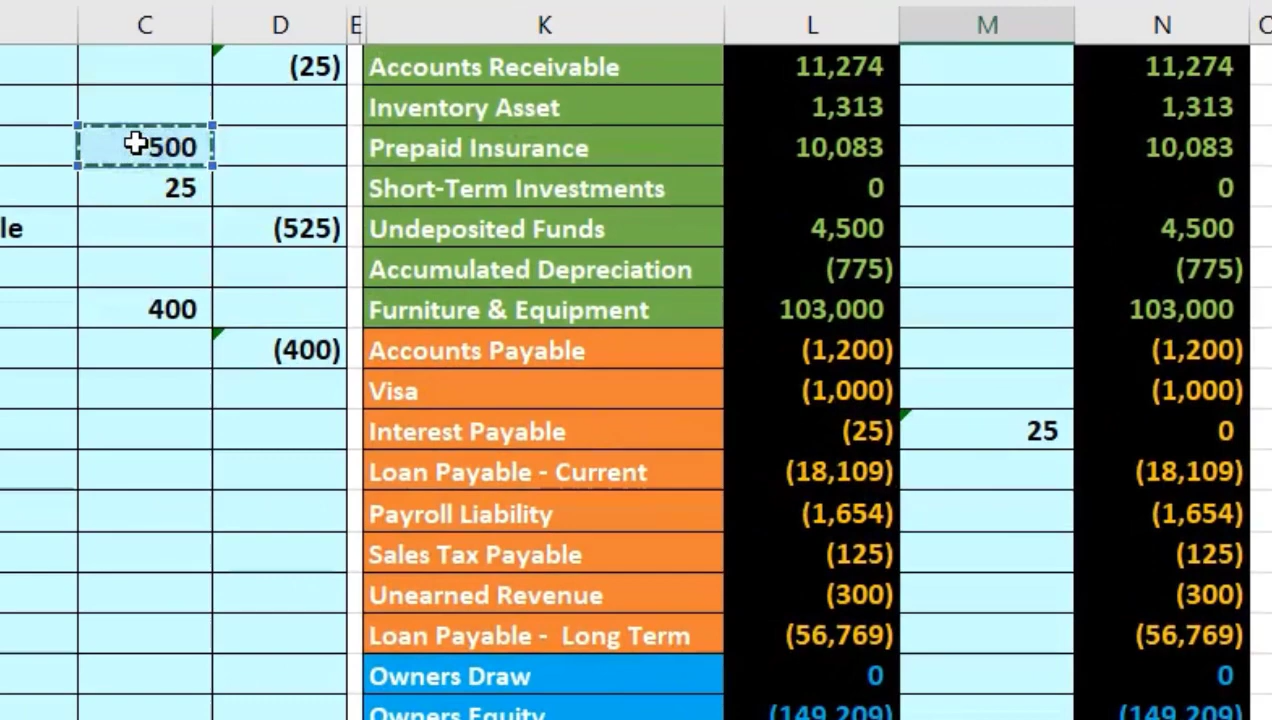 C D E K L M N
(25) Accounts Receivable 11,274 11,274
Inventory Asset 1,313 1,313
500 Prepaid Insurance 10,083 10,083
25 Short-Term Investments 0 0
le (525) Undeposited Funds 4,500 4,500
Accumulated Depreciation (775) (775)
400 Furniture & Equipment 103,000 103,000
(400) Accounts Payable (1,200) (1,200)
Visa (1,000) (1,000)
Interest Payable (25) 25 0
Loan Payable - Current (18,109) (18,109)
Payroll Liability (1,654) (1,654)
Sales Tax Payable (125) (125)
Unearned Revenue (300) (300)
Loan Payable - Long Term (56,769) (56,769)
Owners Draw 0 0
Owners Equity (149,209) (149,209)